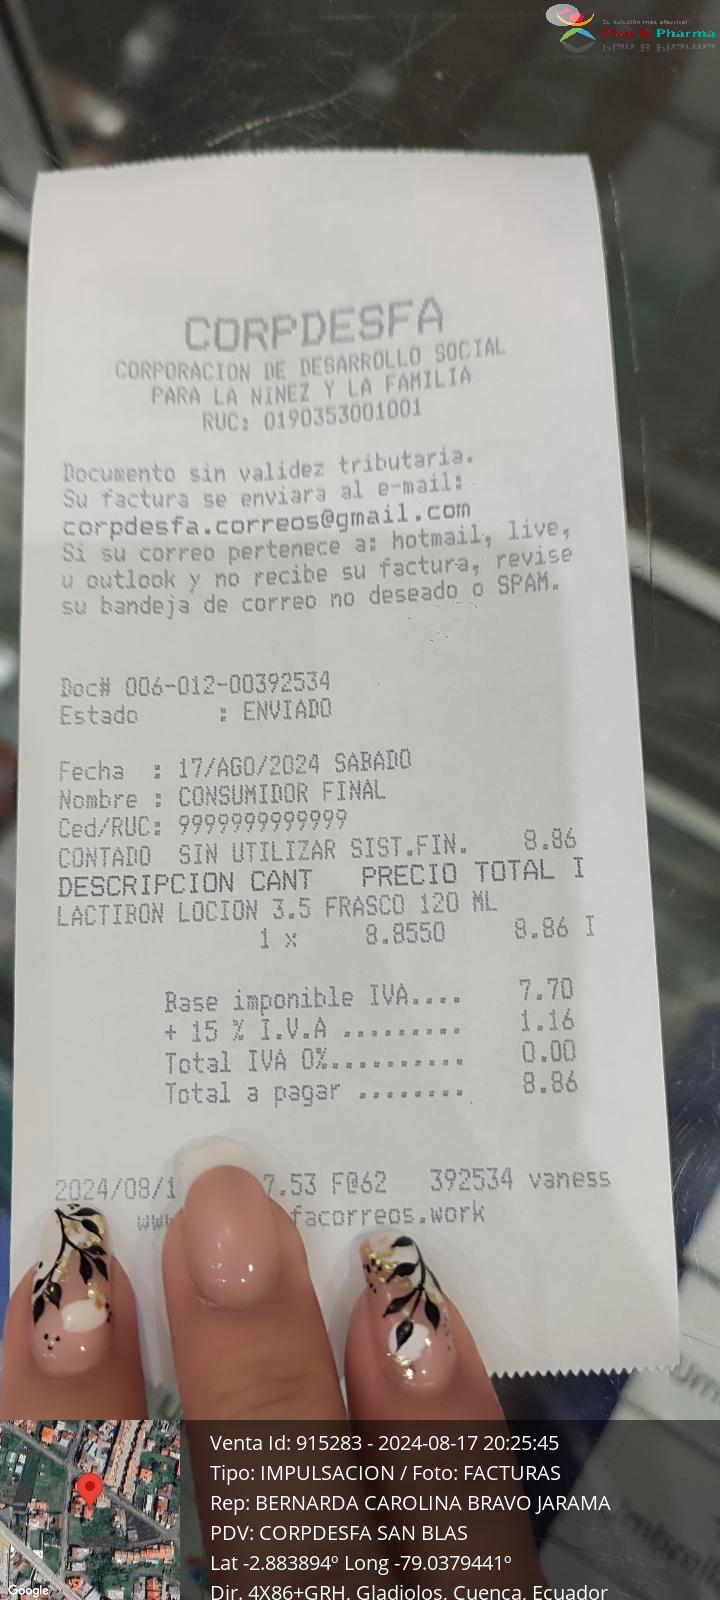 Su solución más efectiva!
Pharma
CORPDESFA
CORPORACION DE DESARROLLO SOCIAL
PARA LA NINEZ Y LA FAMILIA
RUC: 0190353001001
Documento sin validez tributaria.
Su factura se enviara al e-mail:
corpdesfa.correos@gmail.com
Si su correo pertenece a: hotmail, live,
u outlook y no recibe su factura, revise
su bandeja de correo no deseado o SPAM.
Doc# 006-012-00392534
Estado : ENVIADO
Fecha : 17/AGO/2024 SABADO
Nombre : CONSUMIDOR FINAL
Ced/RUC: 9999999999999
CONTADO SIN UTILIZAR SIST.FIN. 8.86
DESCRIPCION CANT PRECIO TOTAL I
LACTIBON LOCION 3.5 FRASCO 120 ML
1 x 8.8550 8.86 I
Base imponible IVA.... 7.70
+ 15 % I.V.A ......... 1.16
Total IVA 0%.......... 0.00
Total a pagar ........ 8.86
2024/08/1 7.53 F@62 392534 vaness
www facorreos.work
Venta Id: 915283 - 2024-08-17 20:25:45
Tipo: IMPULSACION / Foto: FACTURAS
Rep: BERNARDA CAROLINA BRAVO JARAMA
PDV: CORPDESFA SAN BLAS
Lat -2.883894º Long -79.0379441º
Dir. 4X86+GRH, Gladiolos, Cuenca, Ecuador
Google